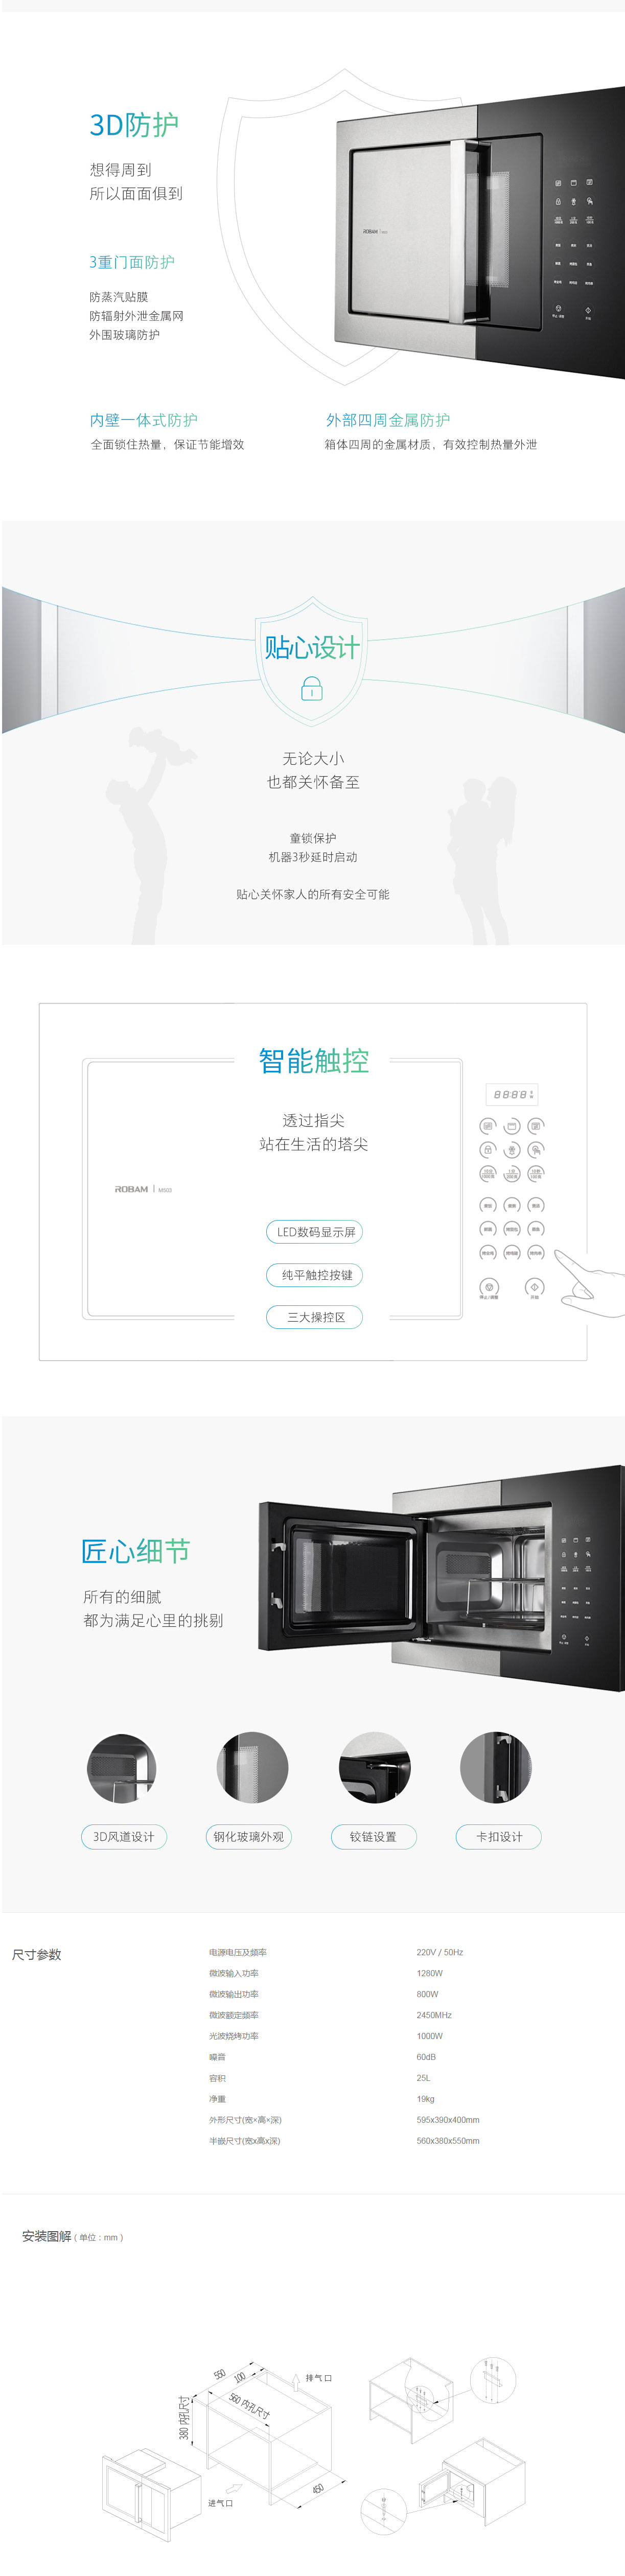 3D防护
想得周到
所以面面俱到
3重门面防护
防蒸汽贴膜
防辐射外泄金属网
外围玻璃防护
ROBAM
内壁一体式防护
全面锁住热量，保证节能增效
外部四周金属防护
箱体四周的金属材质，有效控制热量外泄
贴心设计
无论大小
也都关怀备至
童锁保护
机器3秒延时启动
贴心关怀家人的所有安全可能
智能触控
透过指尖
站在生活的塔尖
8888
ROBAM
LED数码显示屏
纯平触控按键
三大操控区
开始
匠心细节
所有的细腻
都为满足心里的挑剔
3D风道设计
钢化玻璃外观
铰链设置
卡扣设计
尺寸参数
电源电压及频率 220V / 50Hz
微波输入功率 1280W
微波输出功率 800W
微波额定频率 2450MHz
光波烧烤功率 1000W
噪音 60dB
容积 25L
净重 19kg
外形尺寸(宽×高×深) 595x390x400mm
半嵌尺寸(宽x高x深) 560x380x550mm
安装图解（单位：mm）
550
100
排气口
560 内孔尺寸
380 内孔尺寸
450
进气口